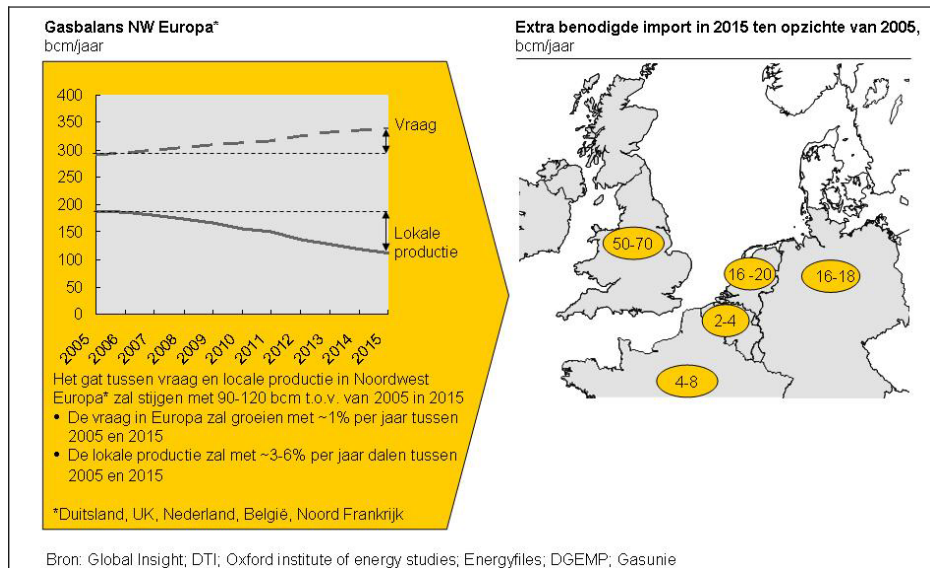 Gasbalans NW Europa*
bcm/jaar
400
350
300
250
200
150
100
50
0
Vraag
Lokale
productie
2005
2006
2007
2008
2009
2010
2011
2012
2013
2014
2015
Het gat tussen vraag en locale productie in Noordwest
Europa* zal stijgen met 90-120 bcm t.o.v. van 2005 in 2015
• De vraag in Europa zal groeien met ~1% per jaar tussen
2005 en 2015
• De lokale productie zal met ~3-6% per jaar dalen tussen
2005 en 2015
*Duitsland, UK, Nederland, België, Noord Frankrijk
Extra benodigde import in 2015 ten opzichte van 2005,
bcm/jaar
50-70
16 -20
16-18
2-4
4-8
Bron: Global Insight; DTI; Oxford institute of energy studies; Energyfiles; DGEMP; Gasunie